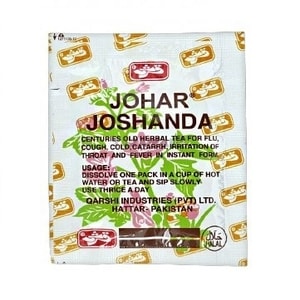 قرشی
JOHAR®
JOSHANDA
CENTURIES OLD HERBAL TEA FOR FLU,
COUGH, COLD, CATARRH, IRRITATION OF
THROAT AND FEVER IN INSTANT FORM.
USAGE:
DISSOLVE ONE PACK IN A CUP OF HOT
WATER OR TEA AND SIP SLOWLY
USE THRICE A DAY
QARSHI INDUSTRIES (PVT) LTD.
HATTAR - PAKISTAN
حلال
HALAL